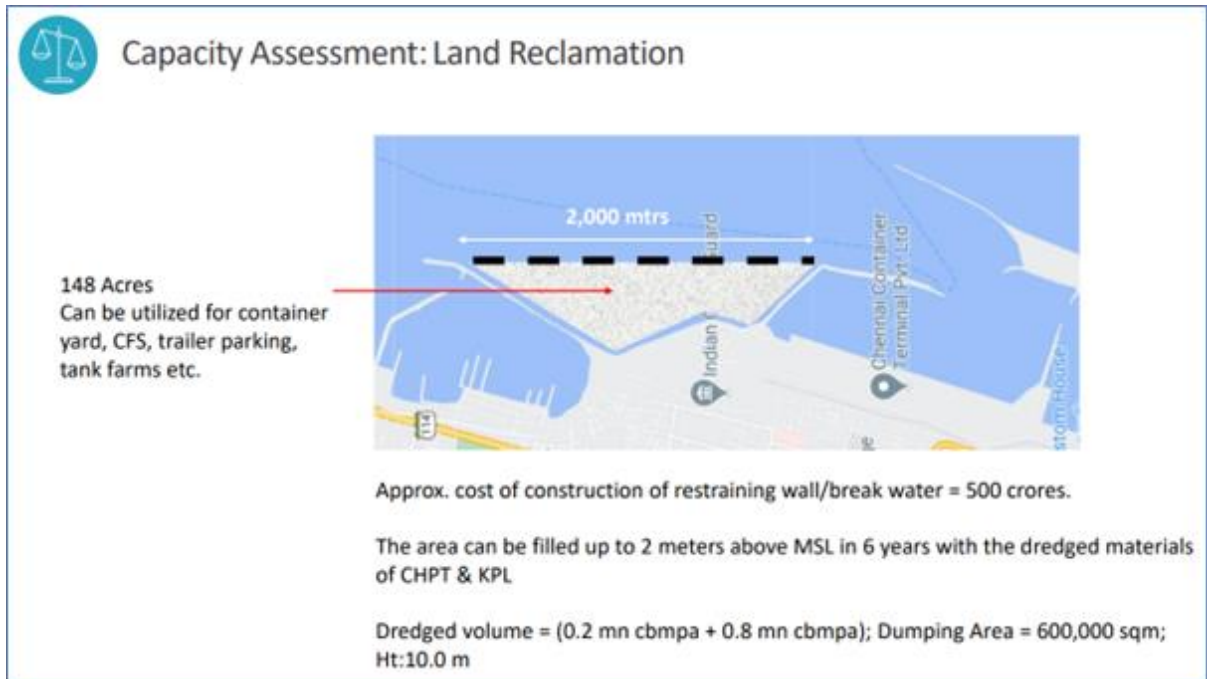 Capacity Assessment: Land Reclamation
2,000 mtrs
148 Acres
Can be utilized for container
yard, CFS, trailer parking,
tank farms etc.
Indian
Guard
Chennai Container
Terminal Pvt. Ltd
stom House
114
Approx. cost of construction of restraining wall/break water = 500 crores.
The area can be filled up to 2 meters above MSL in 6 years with the dredged materials
of CHPT & KPL
Dredged volume = (0.2 mn cbmpa + 0.8 mn cbmpa); Dumping Area = 600,000 sqm;
Ht:10.0 m